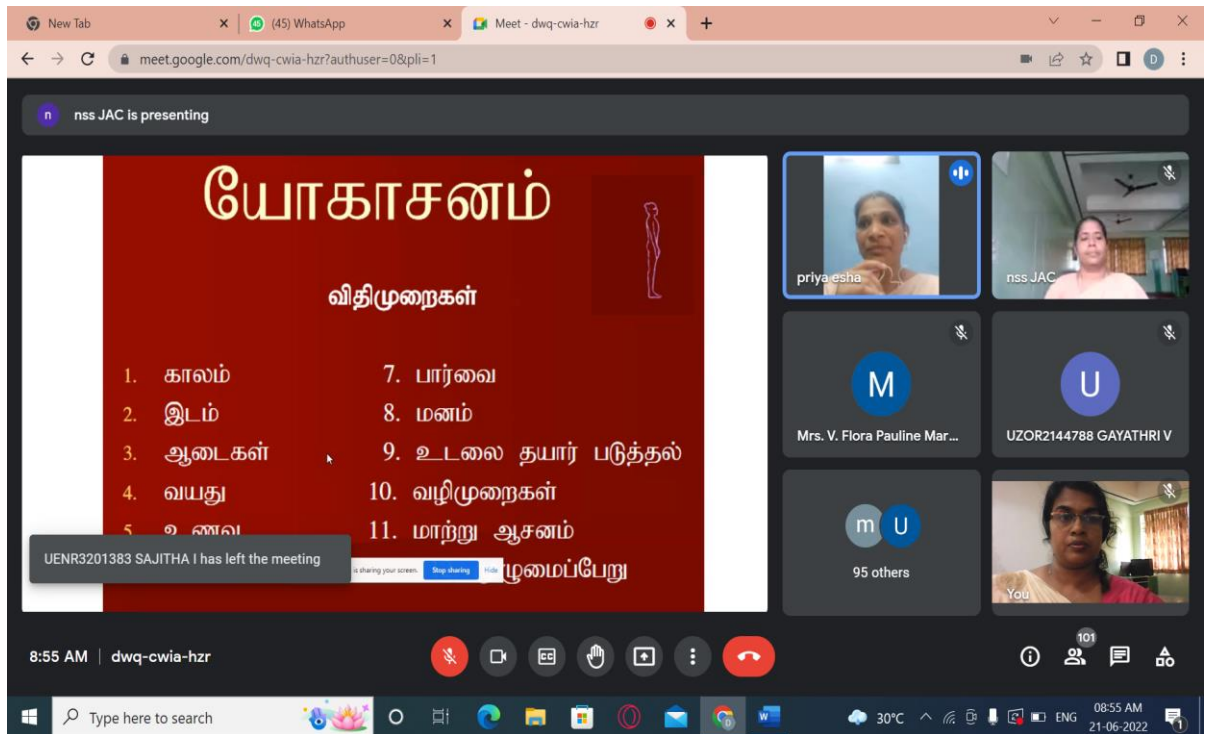 New Tab
(45) WhatsApp
Meet - dwq-cwia-hzr
meet.google.com/dwq-cwia-hzr?authuser=0&pli=1
D
n nss JAC is presenting
யோகாசனம்
விதிமுறைகள்
1. காலம்
2. இடம்
3. ஆடைகள்
4. வயது
5. உணவு
7. பார்வை
8. மனம்
9. உடலை தயார் படுத்தல்
10. வழிமுறைகள்
11. மாற்று ஆசனம்
ழுமைப்பேறு
UENR3201383 SAJITHA I has left the meeting
is sharing your screen. Stop sharing Hide
priya esha
nss JAC
M
Mrs. V. Flora Pauline Mar...
U
UZOR2144788 GAYATHRI V
m U
95 others
You
8:55 AM | dwq-cwia-hzr
101
Type here to search
30°C
ENG
08:55 AM
21-06-2022